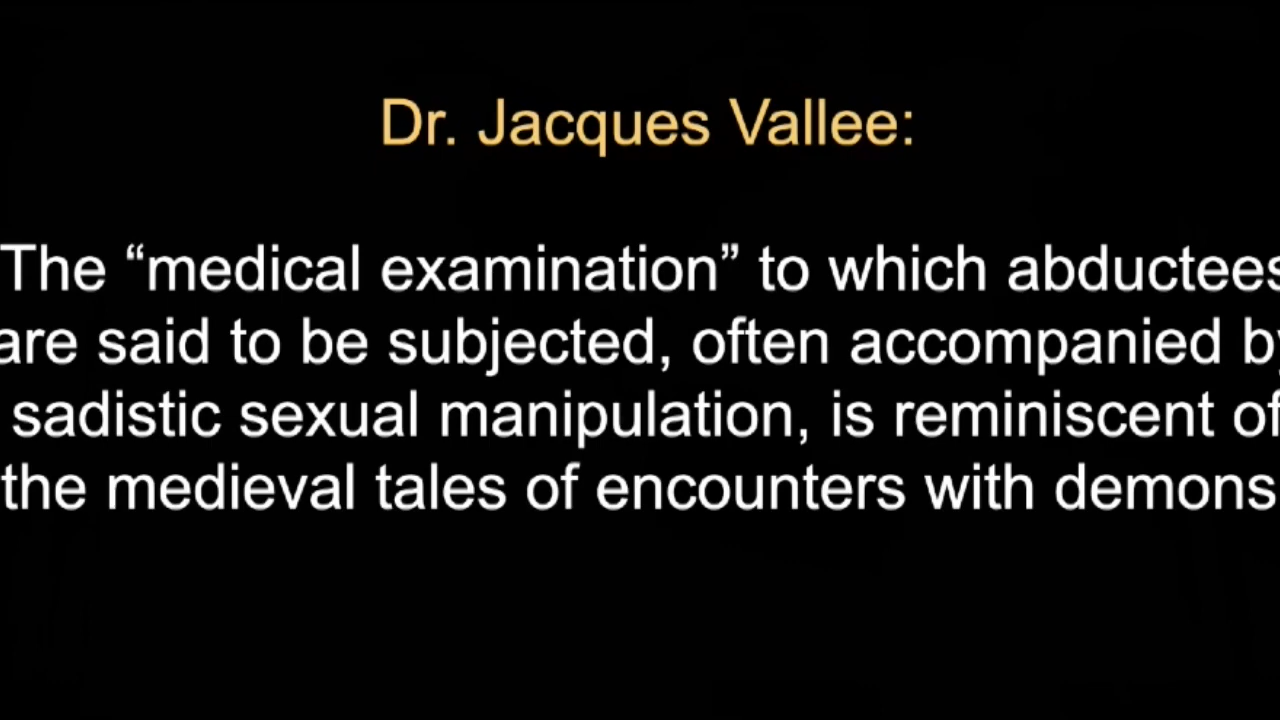 Dr. Jacques Vallee:
The “medical examination” to which abductees
are said to be subjected, often accompanied by
sadistic sexual manipulation, is reminiscent of
the medieval tales of encounters with demons